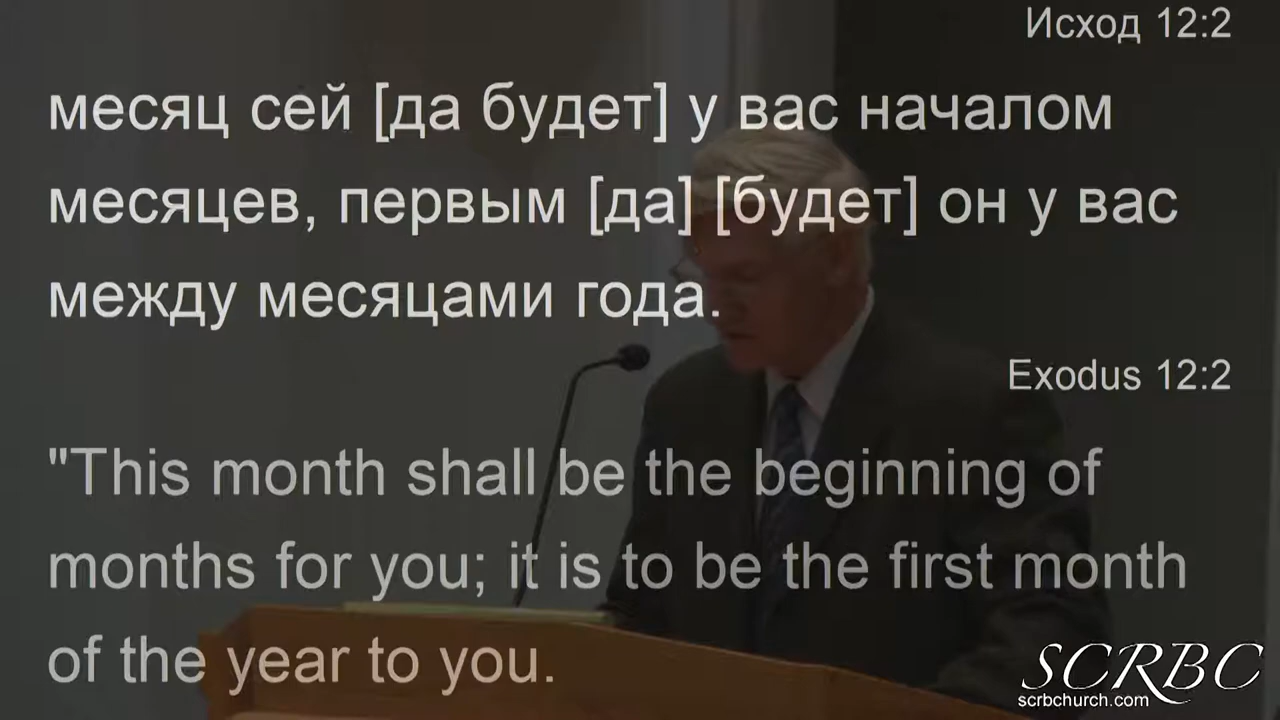 Исход 12:2
месяц сей [да будет] у вас началом
месяцев, первым [да] [будет] он у вас
между месяцами года.
Exodus 12:2
"This month shall be the beginning of
months for you; it is to be the first month
of the year to you.
SCRBC
scrbchurch.com